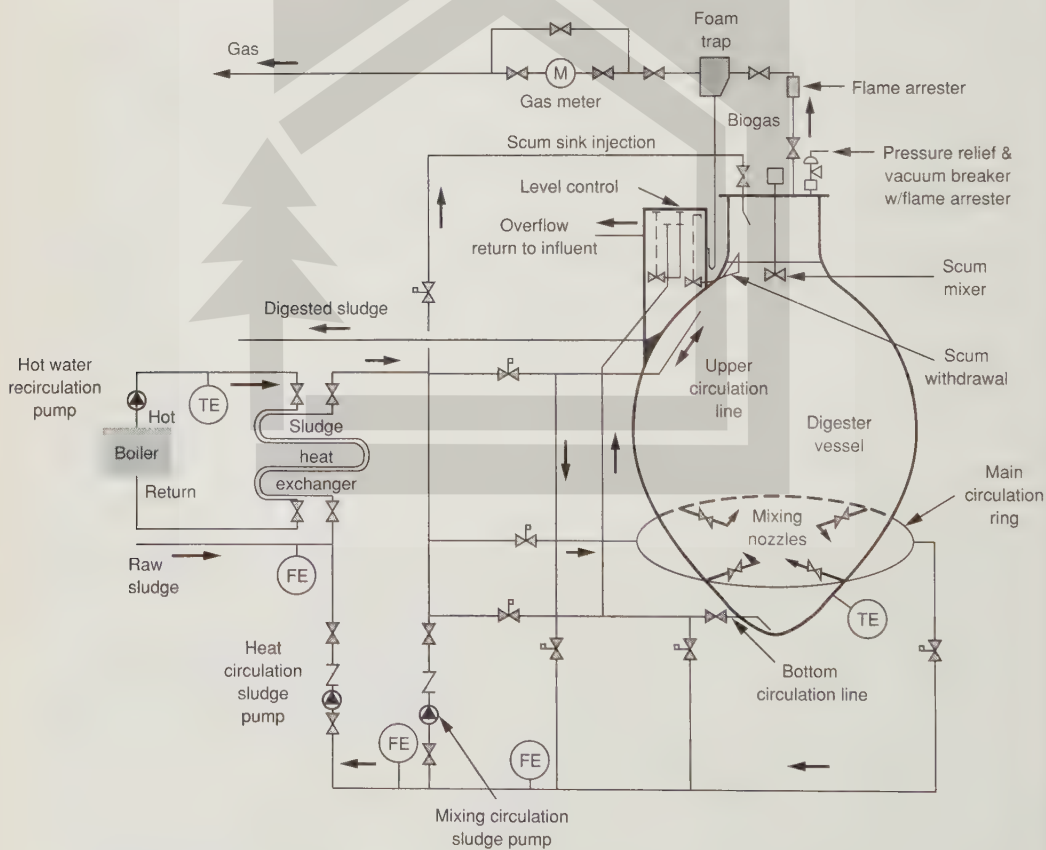 Foam
trap
Gas
M
Gas meter
Flame arrester
Biogas
Scum sink injection
Pressure relief &
vacuum breaker
w/flame arrester
Level control
Overflow
return to influent
Scum
mixer
Digested sludge
Hot water
recirculation
pump
TE
Hot
Upper
circulation
line
Scum
withdrawal
Sludge
heat
exchanger
Boiler
Digester
vessel
Return
Main
circulation
ring
Mixing
nozzles
Raw
sludge
FE
TE
Heat
circulation
sludge
pump
Bottom
circulation line
FE
FE
Mixing circulation
sludge pump